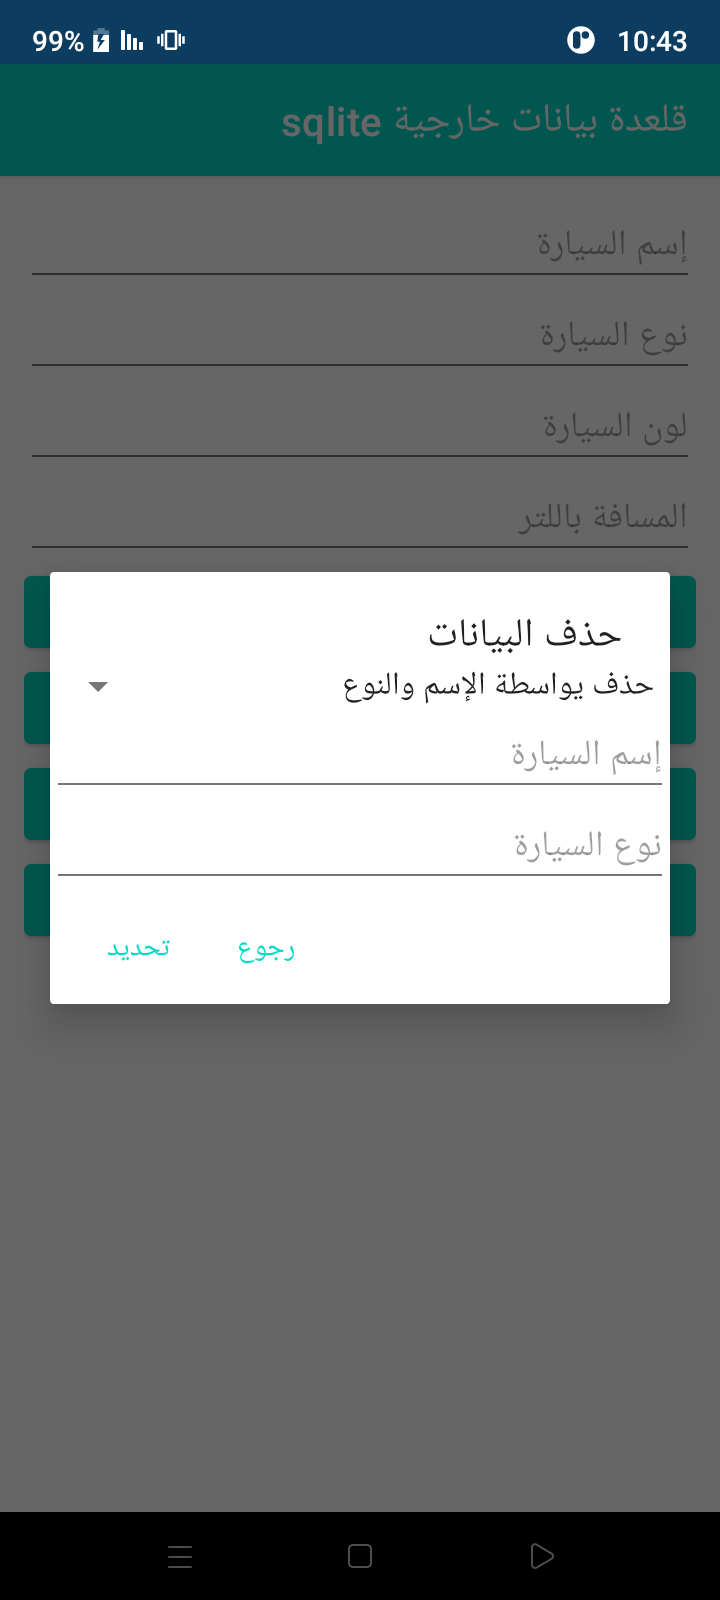 99% 10:43
قلعدة بيانات خارجية sqlite
إسم السيارة
نوع السيارة
لون السيارة
المسافة باللتر
حذف البيانات
حذف يواسطة الإسم والنوع
إسم السيارة
نوع السيارة
رجوع تحديد